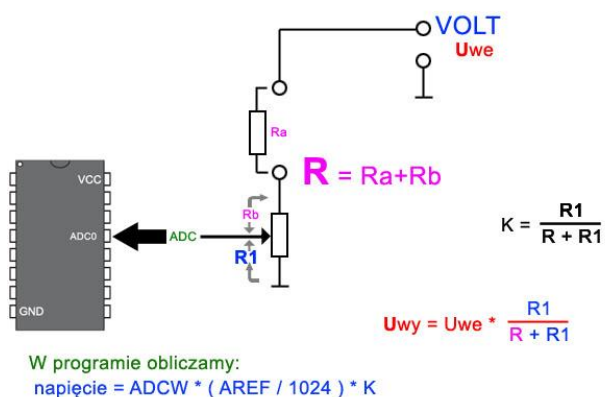 VOLT
Uwe
Ra
R = Ra+Rb
VCC
Rb
ADC0
ADC
R1
K = R1 / R + R1
GND
Uwy = Uwe * R1 / R + R1
W programie obliczamy:
napięcie = ADCW * ( AREF / 1024 ) * K